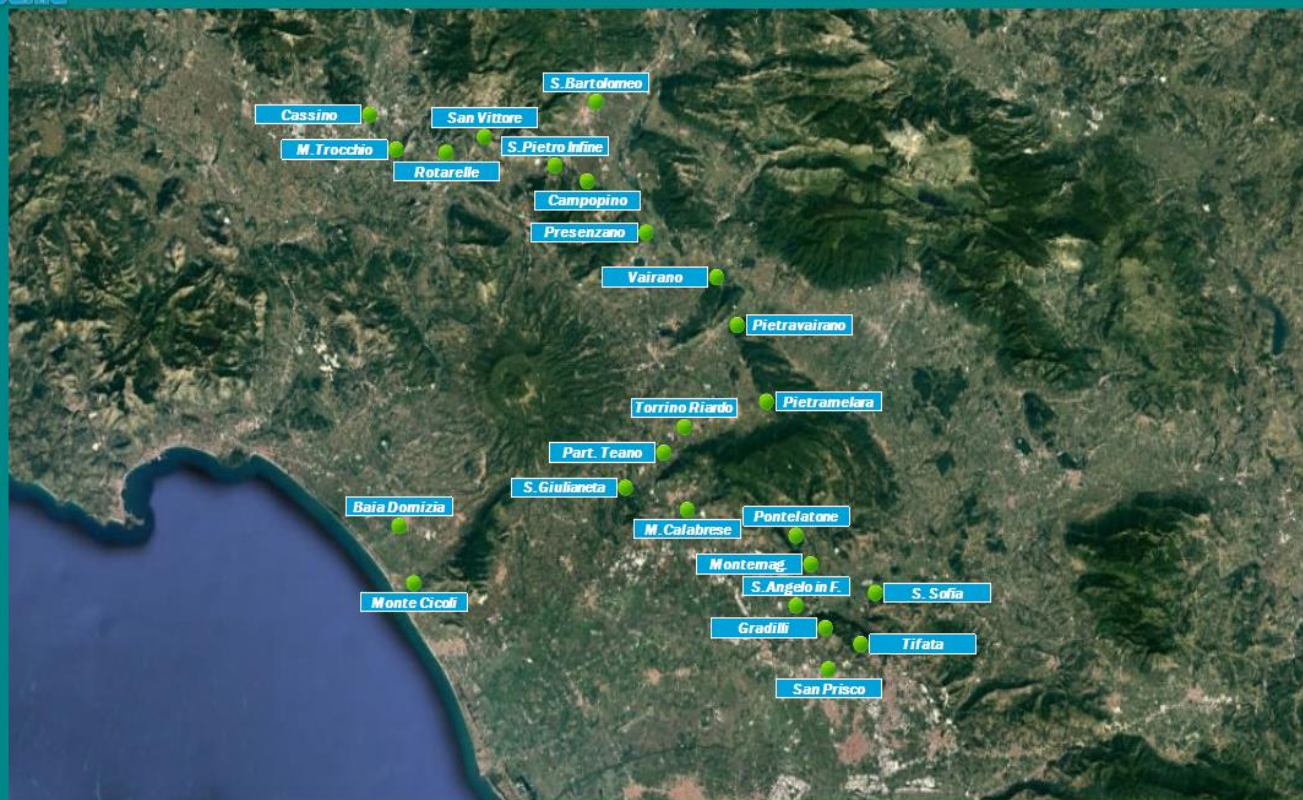 S.Bartolomeo
Cassino
San Vittore
M.Trocchio
S.Pietro Infine
Rotarelle
Campopino
Presenzano
Vairano
Pietravairano
Pietramelara
Torrino Riardo
Part. Teano
S.Giulianeta
Baia Domizia
M.Calabrese
Pontelatone
Montemag.
S.Angelo in F.
S. Sofia
Monte Cicoli
Gradilli
Tifata
San Prisco